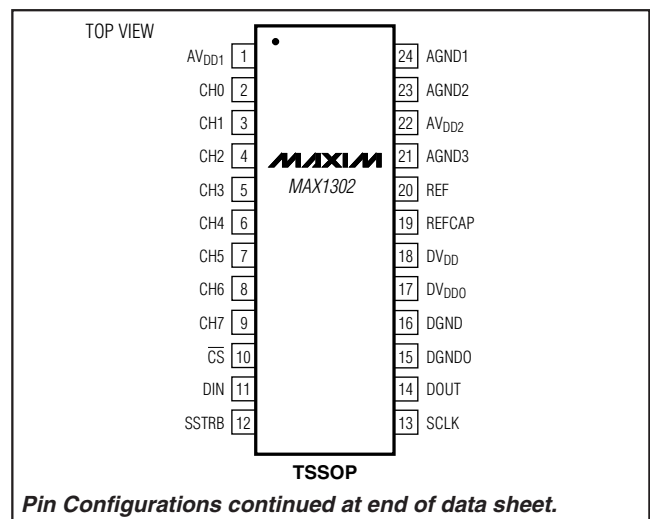 TOP VIEW
AVDD1 1
CH0 2
CH1 3
CH2 4
CH3 5
CH4 6
CH5 7
CH6 8
CH7 9
C̅S̅ 10
DIN 11
SSTRB 12
MAXIM
MAX1302
24 AGND1
23 AGND2
22 AVDD2
21 AGND3
20 REF
19 REFCAP
18 DVDD
17 DVDDO
16 DGND
15 DGNDO
14 DOUT
13 SCLK
TSSOP
Pin Configurations continued at end of data sheet.